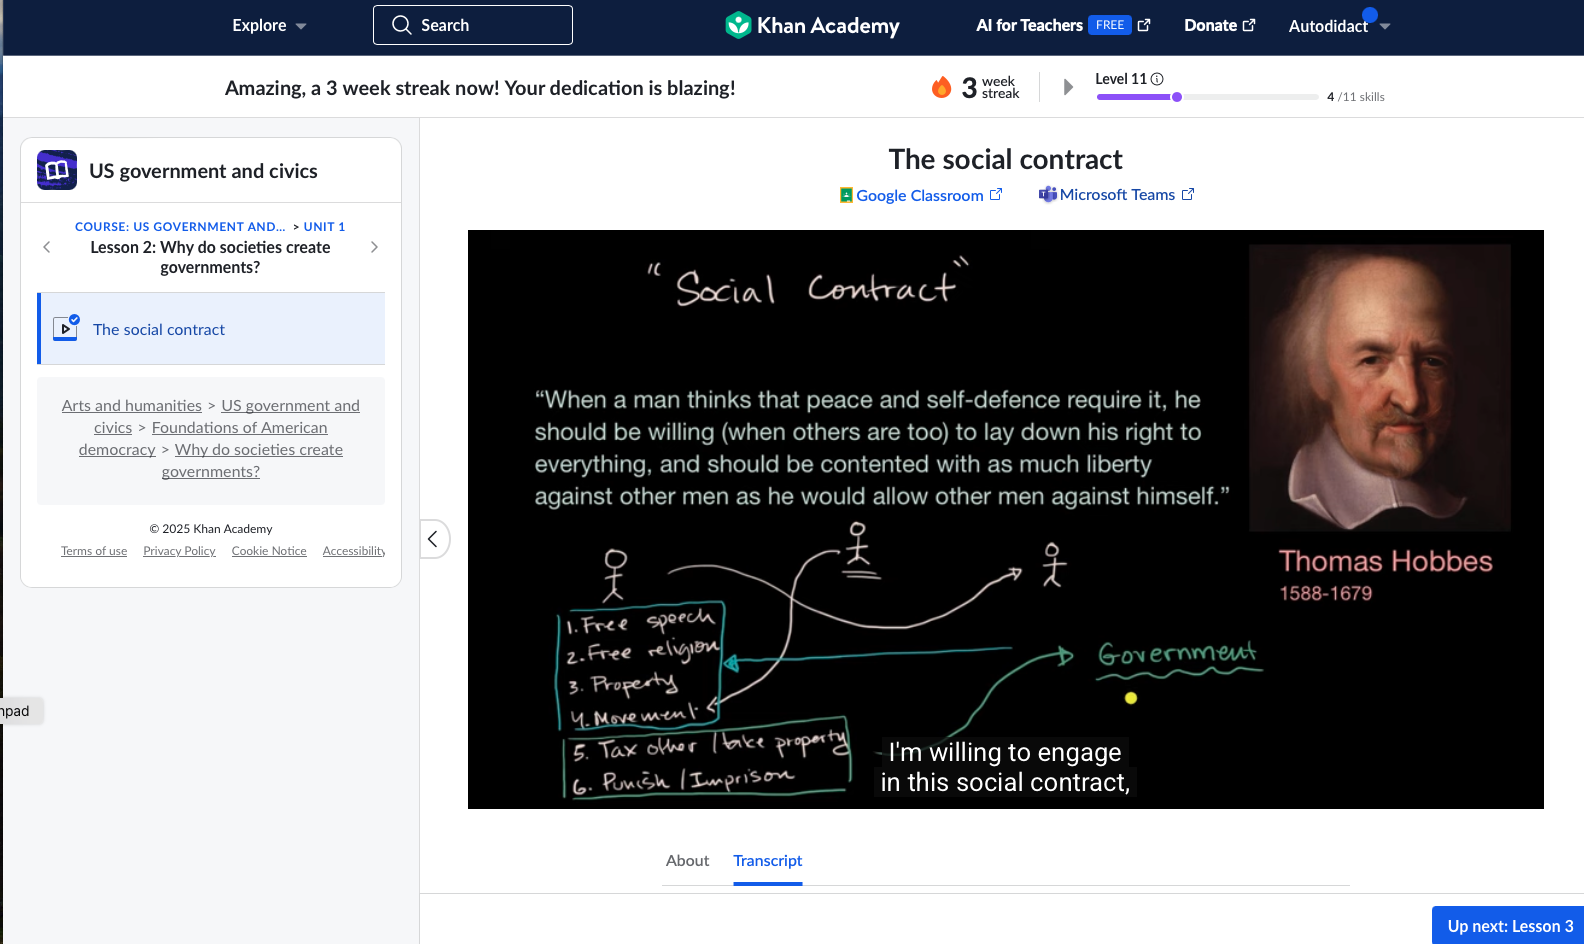 Explore
Search
Khan Academy
AI for Teachers FREE
Donate
Autodidact
Amazing, a 3 week streak now! Your dedication is blazing!
3 week streak
Level 11
4 /11 skills
US government and civics
COURSE: US GOVERNMENT AND... > UNIT 1
Lesson 2: Why do societies create
governments?
The social contract
Arts and humanities > US government and
civics > Foundations of American
democracy > Why do societies create
governments?
© 2025 Khan Academy
Terms of use Privacy Policy Cookie Notice Accessibility
npad
The social contract
Google Classroom Microsoft Teams
"Social Contract"
“When a man thinks that peace and self-defence require it, he
should be willing (when others are too) to lay down his right to
everything, and should be contented with as much liberty
against other men as he would allow other men against himself.”
Thomas Hobbes
1588-1679
1. Free speech
2. Free religion
3. Property
4. Movement
5. Tax other / take property
6. Punish / Imprison
Government
I'm willing to engage
in this social contract,
About Transcript
Up next: Lesson 3